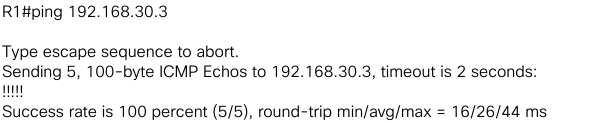 R1#ping 192.168.30.3
Type escape sequence to abort.
Sending 5, 100-byte ICMP Echos to 192.168.30.3, timeout is 2 seconds:
!!!!!
Success rate is 100 percent (5/5), round-trip min/avg/max = 16/26/44 ms